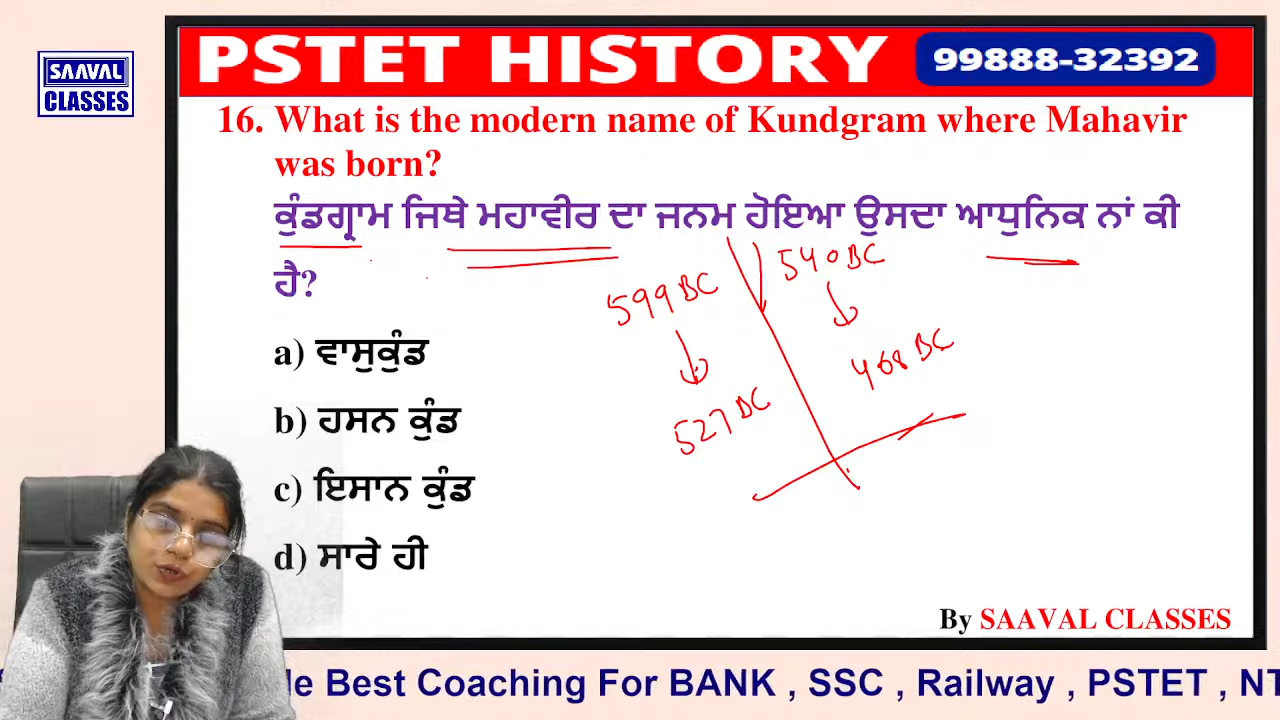 SAAVAL
CLASSES
PSTET HISTORY
99888-32392
16. What is the modern name of Kundgram where Mahavir
was born?
ਕੁੰਡਗ੍ਰਾਮ ਜਿਥੇ ਮਹਾਵੀਰ ਦਾ ਜਨਮ ਹੋਇਆ ਉਸਦਾ ਆਧੁਨਿਕ ਨਾਂ ਕੀ
ਹੈ?
599 BC
527 BC
540 BC
468 BC
a) ਵਾਸੁਕੁੰਡ
b) ਹਸਨ ਕੁੰਡ
c) ਇਸਾਨ ਕੁੰਡ
d) ਸਾਰੇ ਹੀ
By SAAVAL CLASSES
le Best Coaching For BANK , SSC , Railway , PSTET , NT